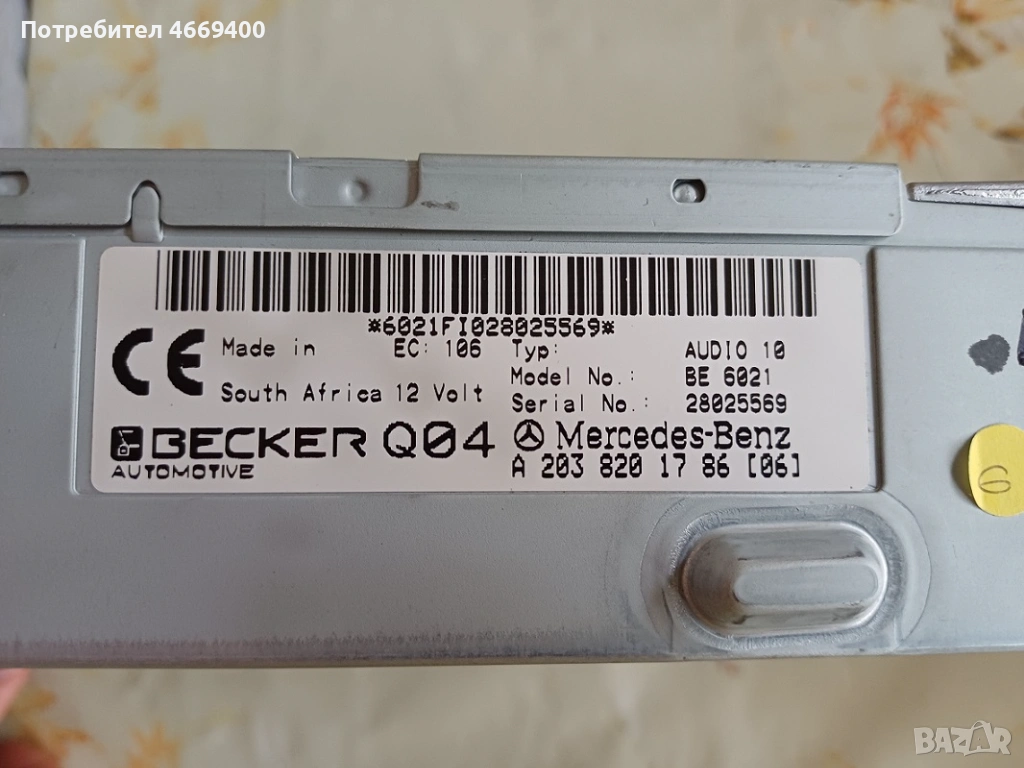 Потребител 4669400
*6021FI028025569*
CE Made in EC: 106 Typ: AUDIO 10
Model No.: BE 6021
South Africa 12 Volt Serial No.: 28025569
BECKER Q04 Mercedes-Benz
AUTOMOTIVE A 203 820 17 86 [06]
6
BAZAR